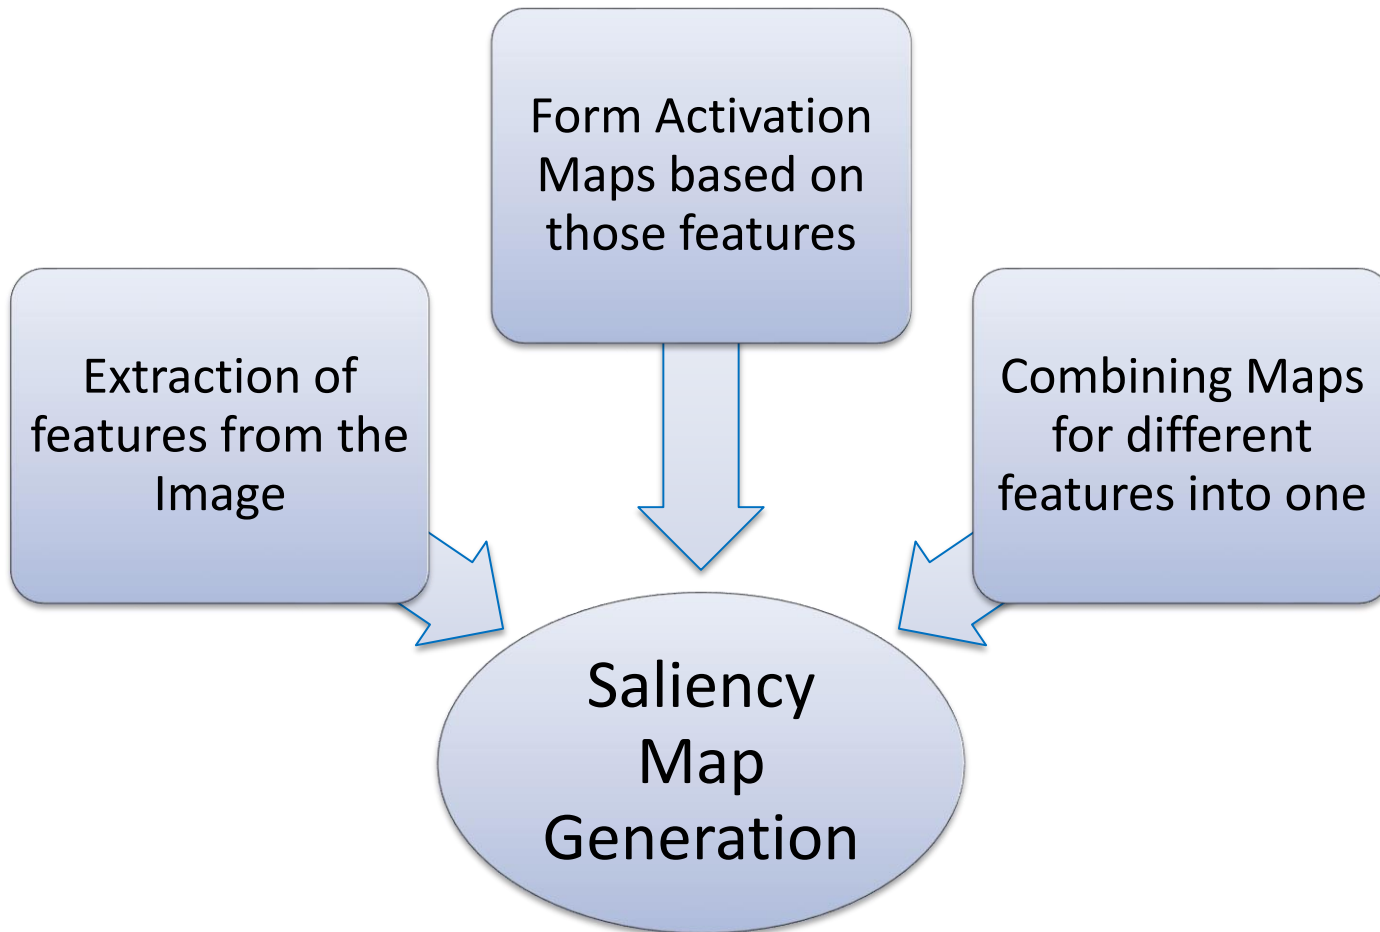 Form Activation
Maps based on
those features
Extraction of
features from the
Image
Combining Maps
for different
features into one
Saliency
Map
Generation